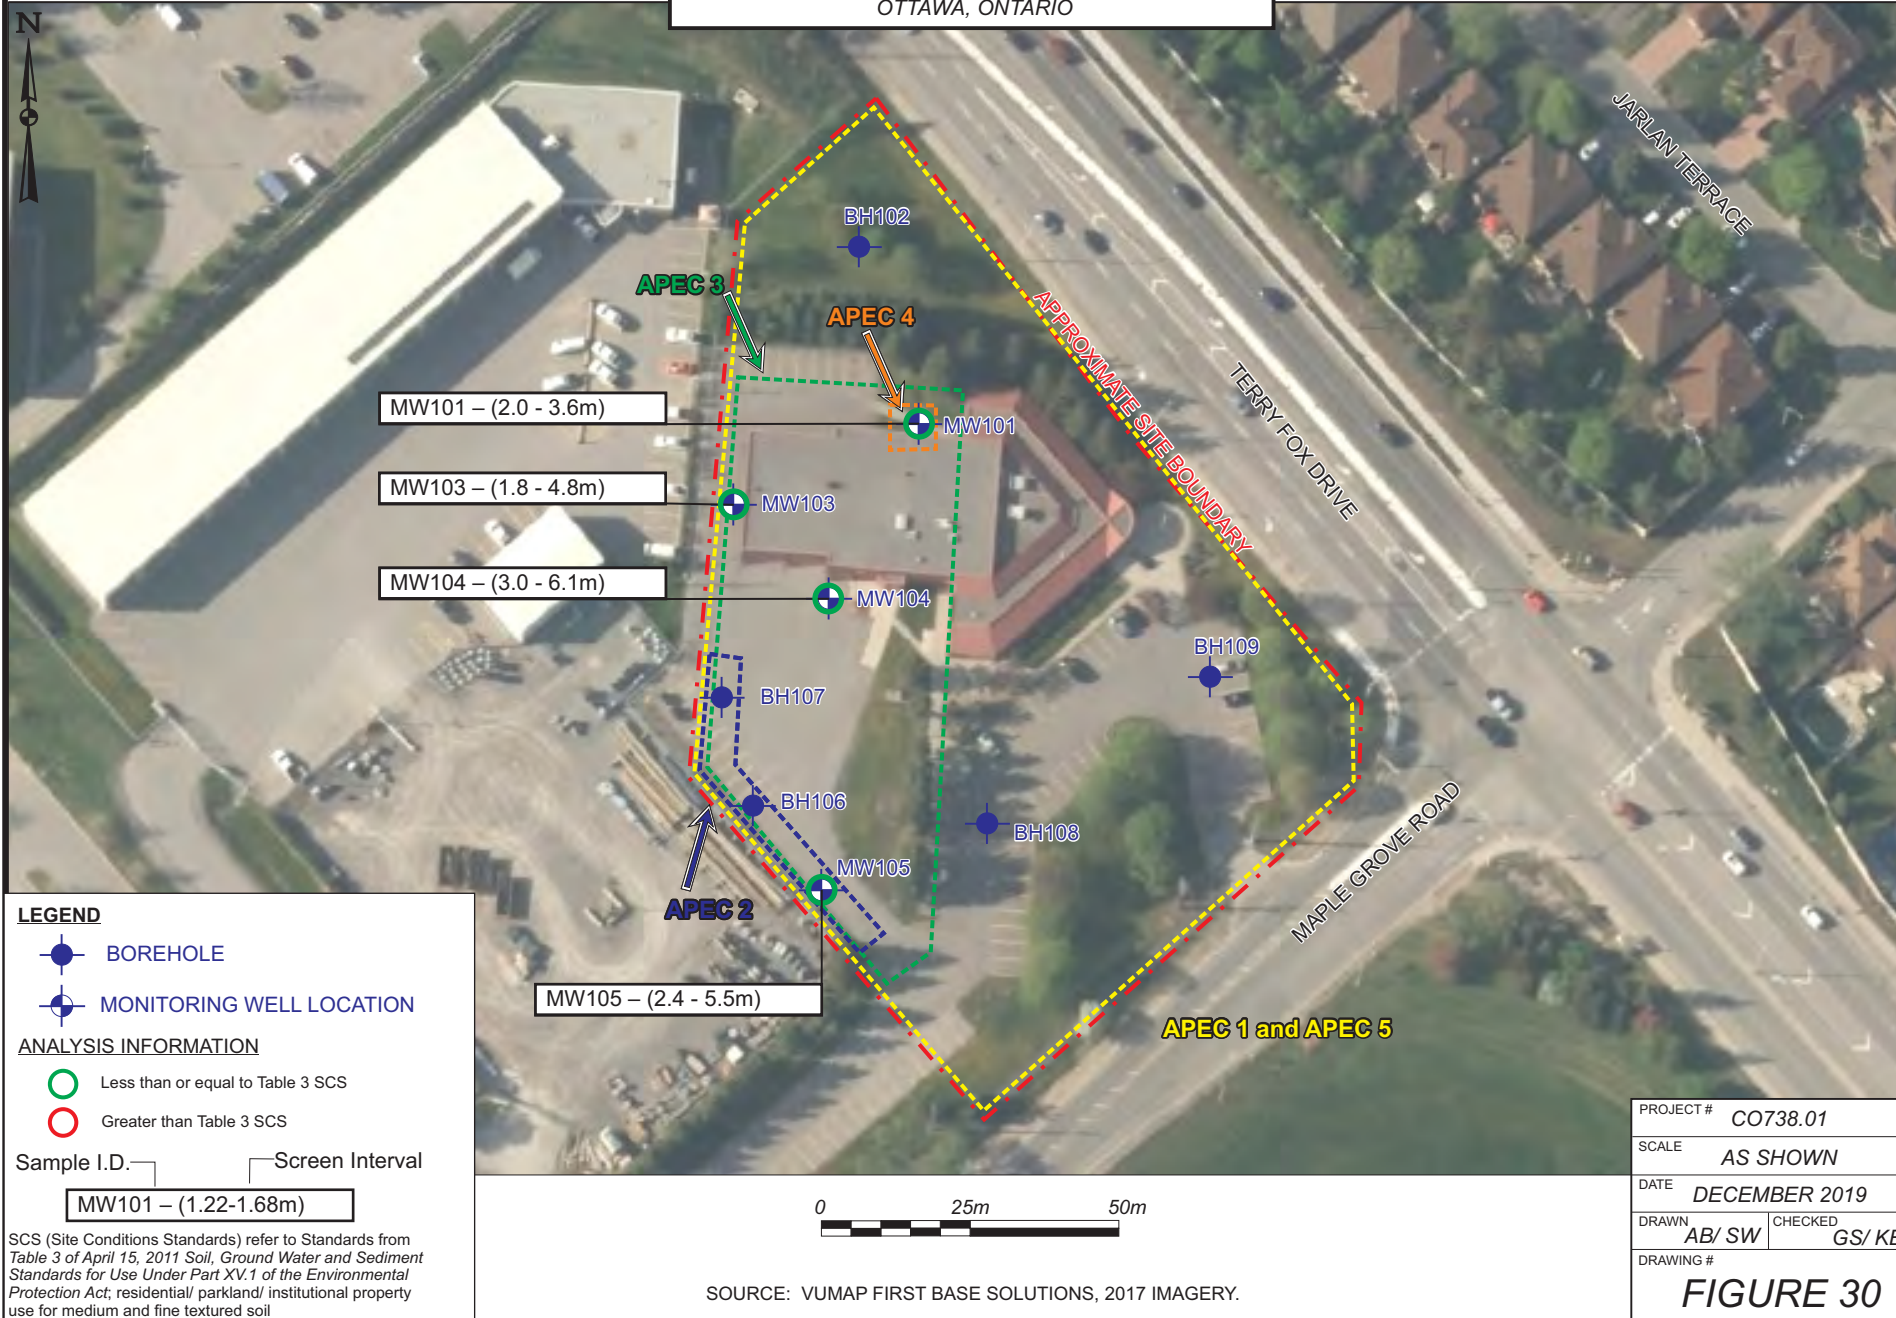 OTTAWA, ONTARIO
N
JARLAN TERRACE
BH102
APEC 3
APEC 4
APPROXIMATE SITE BOUNDARY
TERRY FOX DRIVE
MW101 – (2.0 - 3.6m)
MW101
MW103 – (1.8 - 4.8m)
MW103
MW104 – (3.0 - 6.1m)
MW104
BH109
BH107
BH106
BH108
MW105
APEC 2
MAPLE GROVE ROAD
MW105 – (2.4 - 5.5m)
APEC 1 and APEC 5
LEGEND
BOREHOLE
MONITORING WELL LOCATION
ANALYSIS INFORMATION
Less than or equal to Table 3 SCS
Greater than Table 3 SCS
Sample I.D. Screen Interval
MW101 – (1.22-1.68m)
SCS (Site Conditions Standards) refer to Standards from
Table 3 of April 15, 2011 Soil, Ground Water and Sediment
Standards for Use Under Part XV.1 of the Environmental
Protection Act; residential/ parkland/ institutional property
use for medium and fine textured soil
0 25m 50m
SOURCE: VUMAP FIRST BASE SOLUTIONS, 2017 IMAGERY.
PROJECT # CO738.01
SCALE AS SHOWN
DATE DECEMBER 2019
DRAWN AB/ SW CHECKED GS/
DRAWING #
FIGURE 30